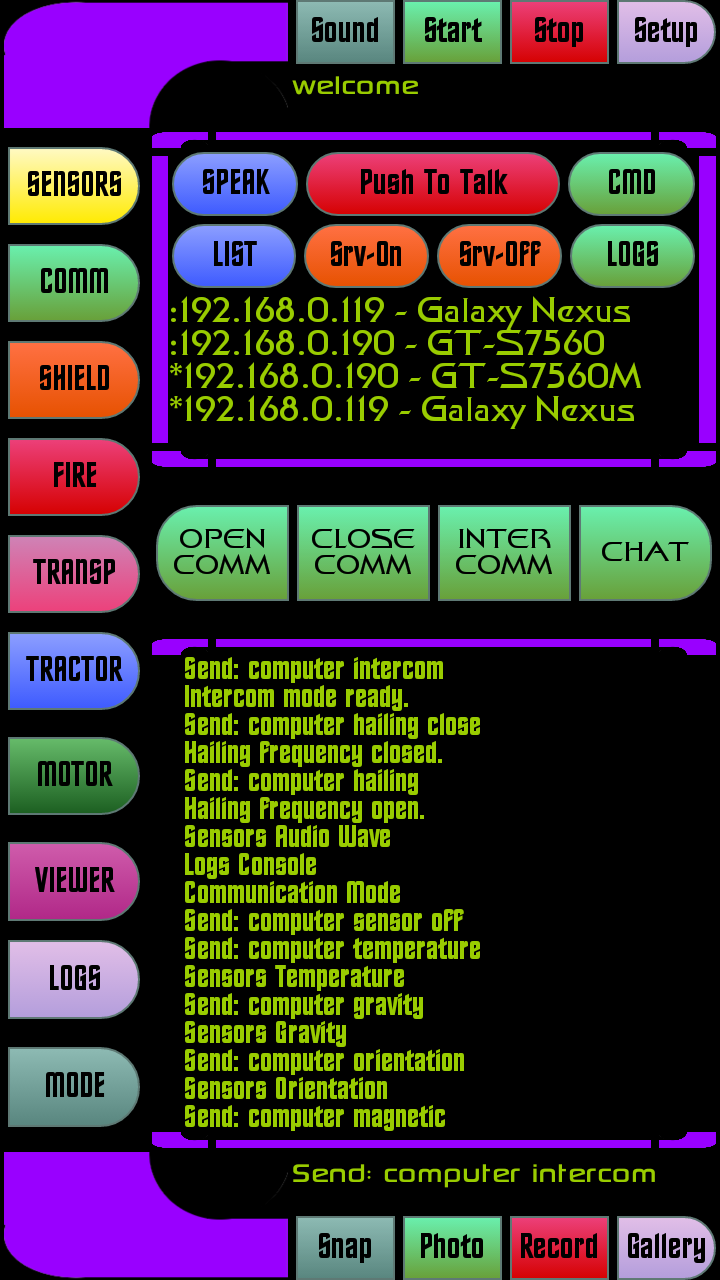 Sound Start Stop Setup
welcome
SENSORS
COMM
SHIELD
FIRE
TRANSP
TRACTOR
MOTOR
VIEWER
LOGS
MODE
SPEAK Push To Talk CMD
LIST Srv-On Srv-Off LOGS
:192.168.0.119 - Galaxy Nexus
:192.168.0.190 - GT-S7560
*192.168.0.190 - GT-S7560M
*192.168.0.119 - Galaxy Nexus
OPEN
COMM
CLOSE
COMM
INTER
COMM
CHAT
Send: computer intercom
Intercom mode ready.
Send: computer hailing close
Hailing frequency closed.
Send: computer hailing
Hailing frequency open.
Sensors Audio Wave
Logs Console
Communication Mode
Send: computer sensor off
Send: computer temperature
Sensors Temperature
Send: computer gravity
Sensors Gravity
Send: computer orientation
Sensors Orientation
Send: computer magnetic
Send: computer intercom
Snap Photo Record Gallery